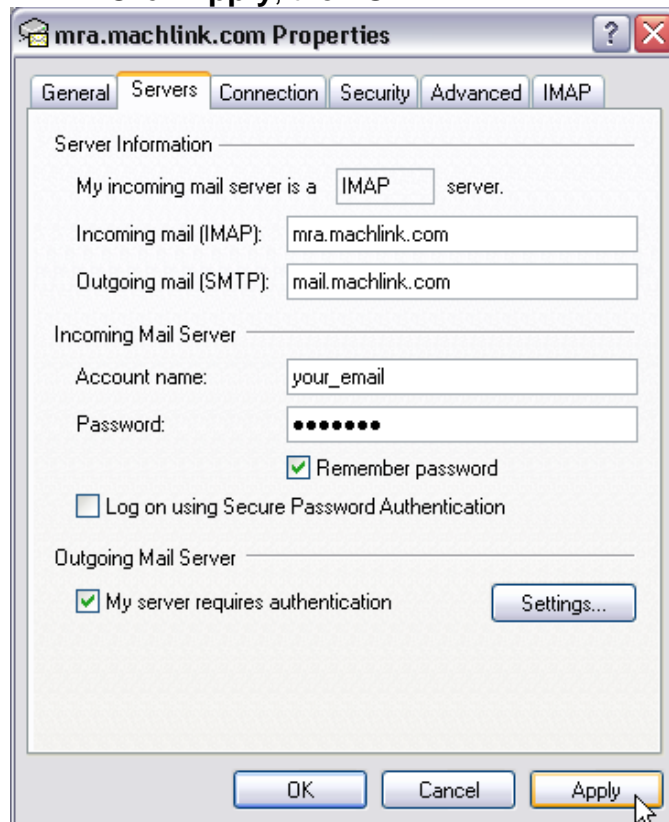 mra.machlink.com Properties
General Servers Connection Security Advanced IMAP
Server Information
My incoming mail server is a IMAP server.
Incoming mail (IMAP): mra.machlink.com
Outgoing mail (SMTP): mail.machlink.com
Incoming Mail Server
Account name: your_email
Password: •••••••
Remember password
Log on using Secure Password Authentication
Outgoing Mail Server
My server requires authentication Settings...
OK Cancel Apply